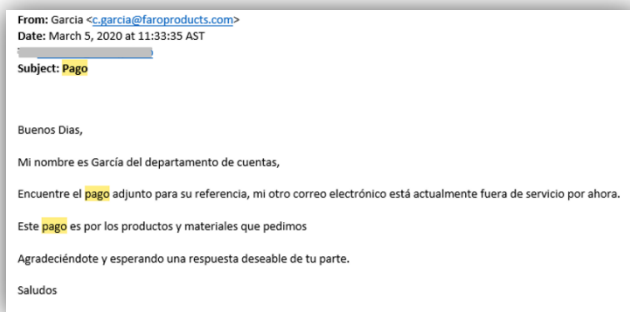 From: Garcia <c.garcia@faroproducts.com>
Date: March 5, 2020 at 11:33:35 AST
Subject: Pago
Buenos Dias,
Mi nombre es García del departamento de cuentas,
Encuentre el pago adjunto para su referencia, mi otro correo electrónico está actualmente fuera de servicio por ahora.
Este pago es por los productos y materiales que pedimos
Agradeciéndote y esperando una respuesta deseable de tu parte.
Saludos